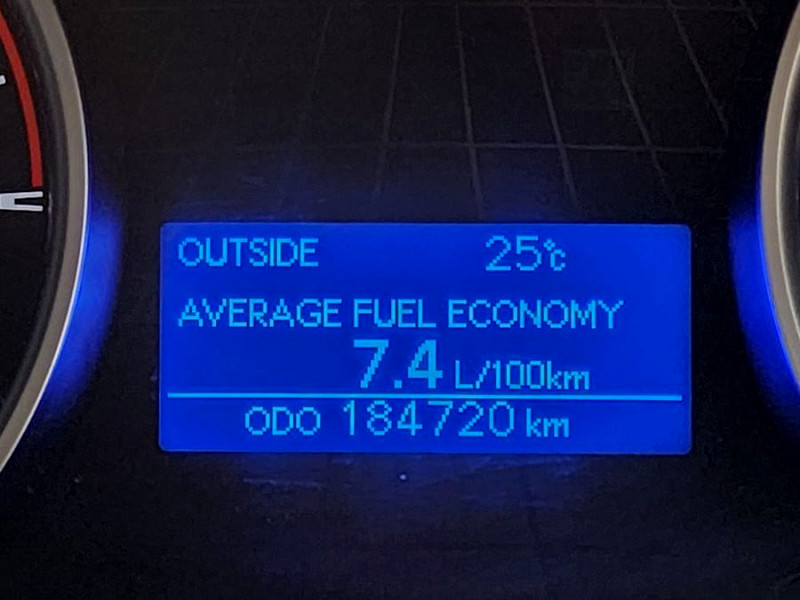 OUTSIDE 25℃
AVERAGE FUEL ECONOMY
7.4 L/100km
ODO 184720 km